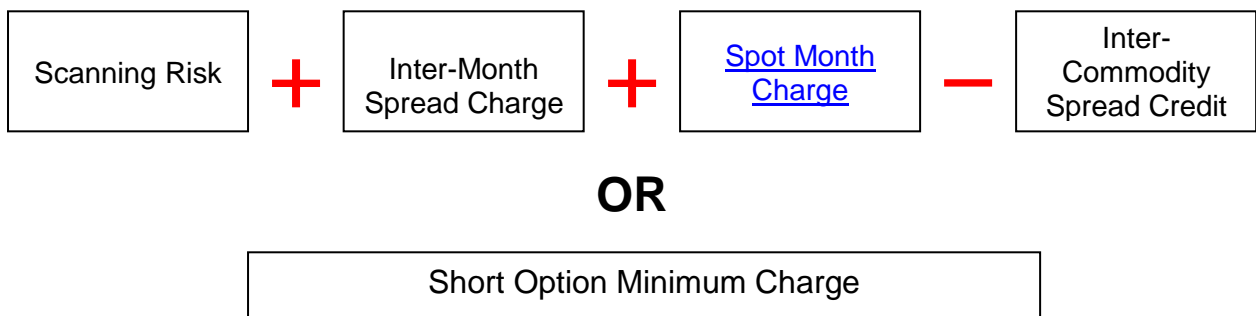 Scanning Risk
+
Inter-Month
Spread Charge
+
Spot Month
Charge
−
Inter-
Commodity
Spread Credit
OR
Short Option Minimum Charge